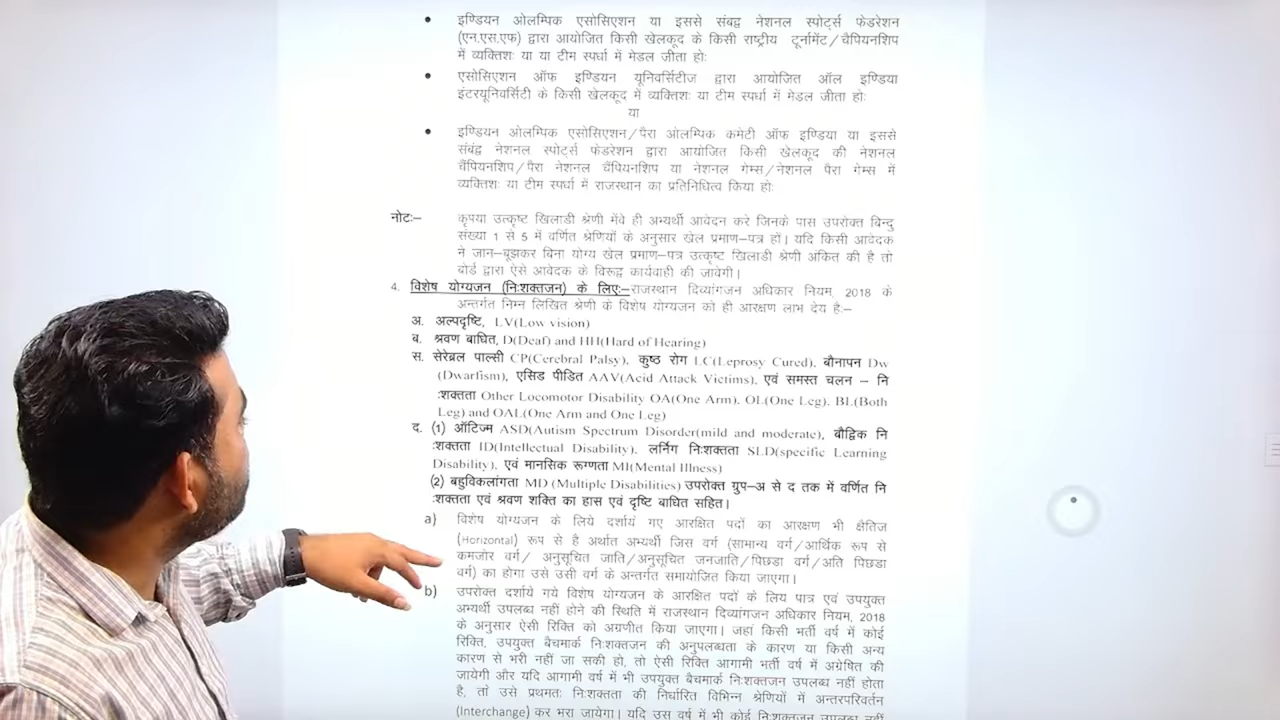 • इण्डियन ओलम्पिक एसोसिएशन या इससे संबद्व नेशनल स्पोर्ट्स फेडरेशन
(एन.एस.एफ) द्वारा आयोजित किसी खेलकूद के किसी राष्ट्रीय टूर्नामेंट/चैपियनशिप
में व्यक्तिशः या या टीम स्पर्धा में मेडल जीता होः
• एसोसिएशन ऑफ इण्डियन यूनिवर्सिटीज द्वारा आयोजित ऑल इण्डिया
इंटरयूनिवर्सिटी के किसी खेलकूद में व्यक्तिशः या टीम स्पर्धा में मेडल जीता होः
या
• इण्डियन ओलम्पिक एसोसिएशन/पैरा ओलम्पिक कमेटी ऑफ इण्डिया या इससे
संबंद्व नेशनल स्पोर्ट्स फेडरेशन द्वारा आयोजित किसी खेलकूद की नेशनल
चैंपियनशिप/पैरा नेशनल चैंपियनशिप या नेशनल गेम्स/नेशनल पैरा गेम्स में
व्यक्तिशः या टीम स्पर्धा में राजस्थान का प्रतिनिधित्व किया होः
नोटः— कृपया उत्कृष्ट खिलाडी श्रेणी मेंवे ही अभ्यर्थी आवेदन करे जिनके पास उपरोक्त बिन्दु
संख्या 1 से 5 में वर्णित श्रेणियों के अनुसार खेल प्रमाण—पत्र हों। यदि किसी आवेदक
ने जान—बूझकर बिना योग्य खेल प्रमाण—पत्र उत्कृष्ट खिलाडी श्रेणी अंकित की है तो
बोर्ड द्वारा ऐसे आवेदक के विरूद्व कार्यवाही की जावेगी।
4. विशेष योग्यजन (निःशक्तजन) के लिएः—राजस्थान दिव्यांगजन अधिकार नियम, 2018 के
अन्तर्गत निम्न लिखित श्रेणी के विशेष योग्यजन को ही आरक्षण लाभ देय हैः—
अ. अल्पदृष्टि, LV(Low vision)
ब. श्रवण बाधित, D(Deaf) and HH(Hard of Hearing)
स. सेरेब्रल पाल्सी CP(Cerebral Palsy), कुष्ठ रोग LC(Leprosy Cured), बौनापन Dw
(Dwarfism), एसिड पीडित AAV(Acid Attack Victims), एवं समस्त चलन – नि
:शक्तता Other Locomotor Disability OA(One Arm), OL(One Leg), BL(Both
Leg) and OAL(One Arm and One Leg)
द. (1) ऑटिज्म ASD(Autism Spectrum Disorder(mild and moderate), बौद्विक नि
:शक्तता ID(Intellectual Disability), लर्निग निःशक्तता SLD(specific Learning
Disability), एवं मानसिक रूग्णता MI(Mental Illness)
(2) बहुविकलांगता MD (Multiple Disabilities) उपरोक्त ग्रुप—अ से द तक में वर्णित नि
:शक्तता एवं श्रवण शक्ति का हास एवं दृष्टि बाधित सहित।
a) विशेष योग्यजन के लिये दर्शाये गए आरक्षित पदों का आरक्षण भी क्षैतिज
(Horizontal) रूप से है अर्थात अभ्यर्थी जिस वर्ग (सामान्य वर्ग/आर्थिक रूप से
कमजोर वर्ग/ अनुसूचित जाति/अनुसूचित जनजाति/पिछडा वर्ग/अति पिछडा
वर्ग) का होगा उसे उसी वर्ग के अन्तर्गत समायोजित किया जाएगा।
b) उपरोक्त दर्शाये गये विशेष योग्यजन के आरक्षित पदों के लिय पात्र एवं उपयुक्त
अभ्यर्थी उपलब्ध नहीं होने की स्थिति में राजस्थान दिव्यांगजन अधिकार नियम, 2018
के अनुसार ऐसी रिक्ति को अग्रणीत किया जाएगा। जहां किसी भर्ती वर्ष में कोई
रिक्ति, उपयुक्त बैचमार्क निःशक्तजन की अनुपलब्धता के कारण या किसी अन्य
कारण से भरी नहीं जा सकी हो, तो ऐसी रिक्ति आगामी भर्ती वर्ष में अग्रेषित की
जायेगी और यदि आगामी वर्ष में भी उपयुक्त बैचमार्क निःशक्तजन उपलब्ध नहीं होता
है, तो उसे प्रथमतः निःशक्तता की निर्धारित विभिन्न श्रेणियों में अन्तरपरिवर्तन
(Interchange) कर भरा जायेगा। यदि उस वर्ष में भी कोई निःशक्तजन उपलब्ध नहीं